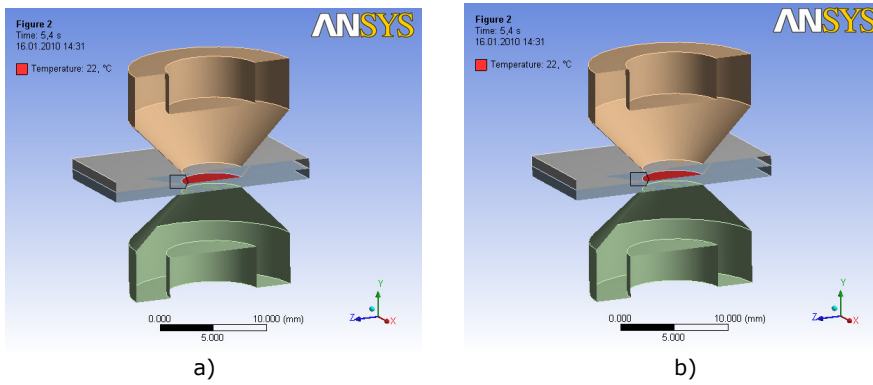 Figure 2
Time: 5,4 s
16.01.2010 14:31
Temperature: 22, °C
ANSYS
Y
Z
X
0.000
10.000 (mm)
5.000
a)
Figure 2
Time: 5,4 s
16.01.2010 14:31
Temperature: 22, °C
ANSYS
Y
Z
X
0.000
10.000 (mm)
5.000
b)